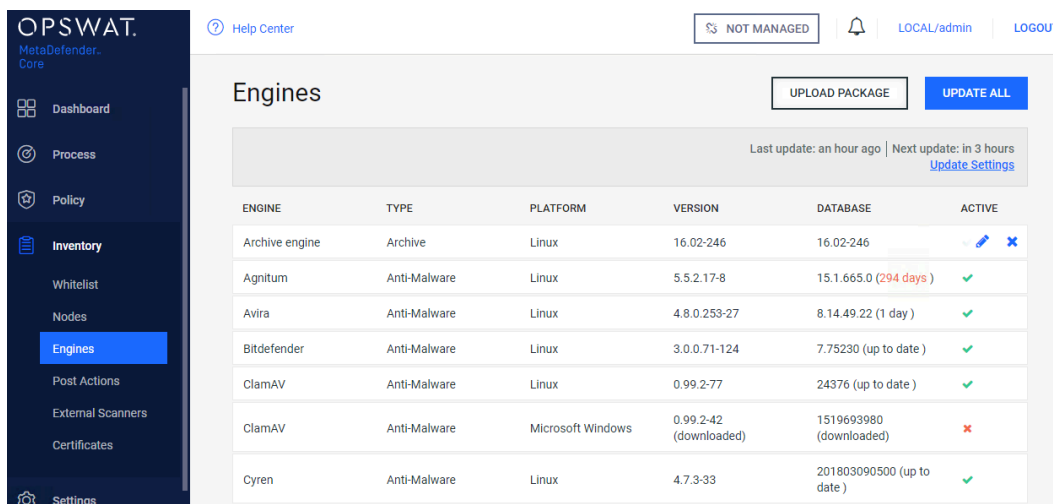 OPSWAT.
MetaDefender™
Core
Help Center
NOT MANAGED
LOCAL/admin
LOGOU
Dashboard
Process
Policy
Inventory
Whitelist
Nodes
Engines
Post Actions
External Scanners
Certificates
Settings
Engines
UPLOAD PACKAGE
UPDATE ALL
Last update: an hour ago | Next update: in 3 hours
Update Settings
ENGINE TYPE PLATFORM VERSION DATABASE ACTIVE
Archive engine Archive Linux 16.02-246 16.02-246
Agnitum Anti-Malware Linux 5.5.2.17-8 15.1.665.0 (294 days )
Avira Anti-Malware Linux 4.8.0.253-27 8.14.49.22 (1 day )
Bitdefender Anti-Malware Linux 3.0.0.71-124 7.75230 (up to date )
ClamAV Anti-Malware Linux 0.99.2-77 24376 (up to date )
ClamAV Anti-Malware Microsoft Windows 0.99.2-42 1519693980
(downloaded) (downloaded)
Cyren Anti-Malware Linux 4.7.3-33 201803090500 (up to
date )